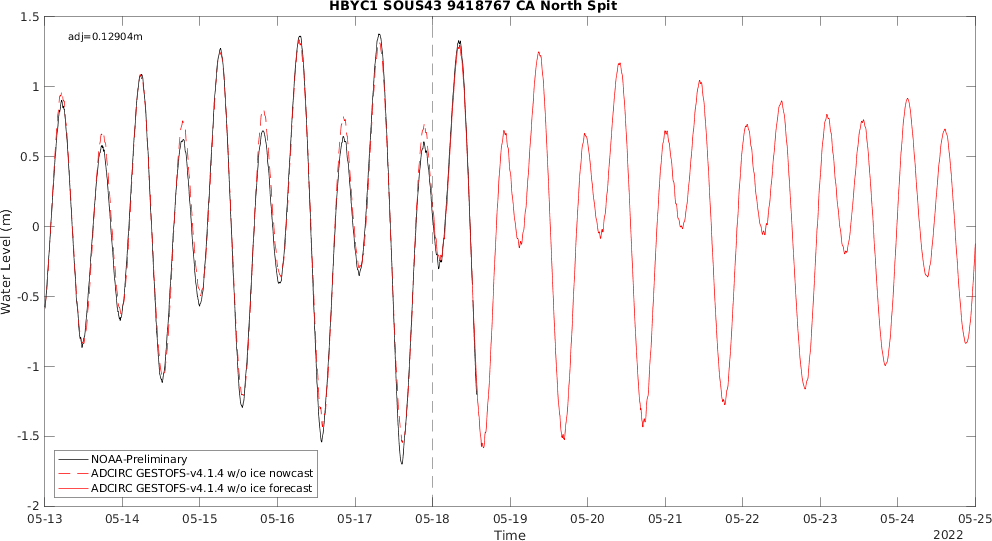 HBYC1 SOUS43 9418767 CA North Spit
adj=0.12904m
1.5
1
0.5
0
-0.5
-1
-1.5
-2
Water Level (m)
NOAA-Preliminary
ADCIRC GESTOFS-v4.1.4 w/o ice nowcast
ADCIRC GESTOFS-v4.1.4 w/o ice forecast
05-13 05-14 05-15 05-16 05-17 05-18 05-19 05-20 05-21 05-22 05-23 05-24 05-25
Time
2022